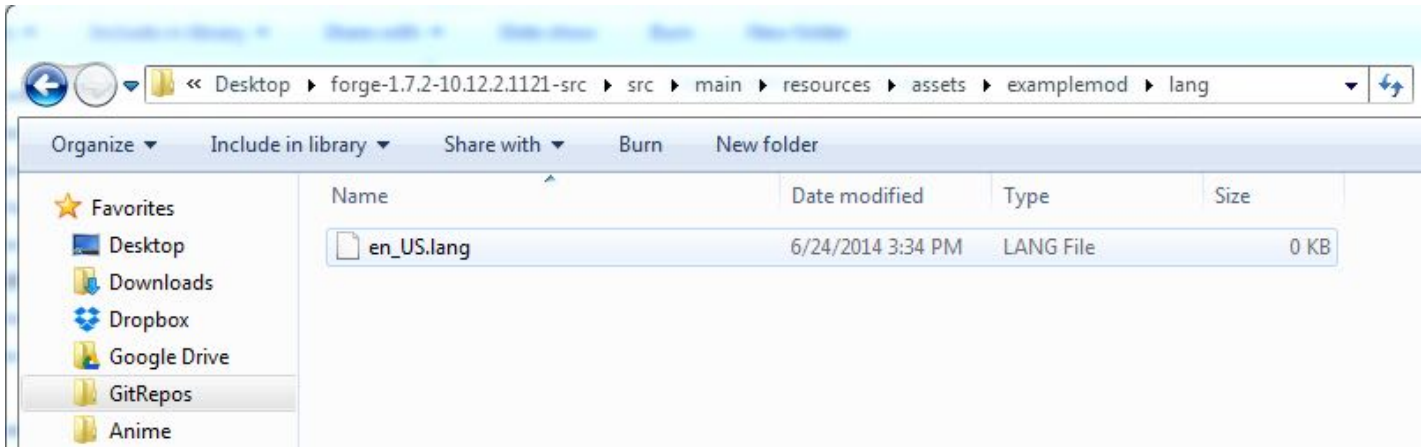 « Desktop ▸ forge-1.7.2-10.12.2.1121-src ▸ src ▸ main ▸ resources ▸ assets ▸ examplemod ▸ lang
Organize Include in library Share with Burn New folder
Name Date modified Type Size
Favorites
en_US.lang 6/24/2014 3:34 PM LANG File 0 KB
Desktop
Downloads
Dropbox
Google Drive
GitRepos
Anime